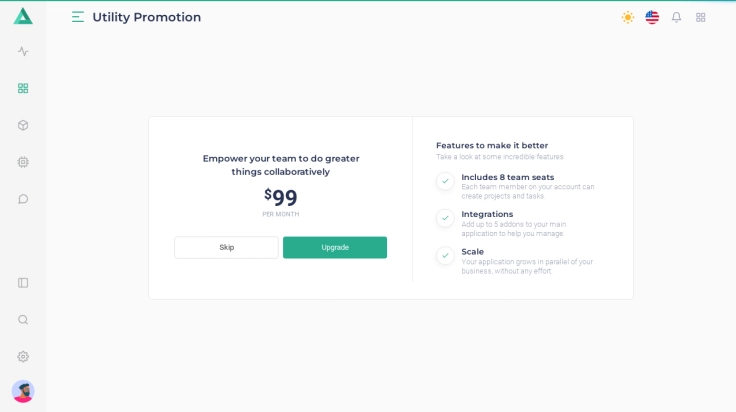 Utility Promotion
Empower your team to do greater
things collaboratively
$99
PER MONTH
Skip
Upgrade
Features to make it better
Take a look at some incredible features
Includes 8 team seats
Each team member on your account can
create projects and tasks.
Integrations
Add up to 5 addons to your main
application to help you manage.
Scale
Your application grows in parallel of your
business, without any effort.